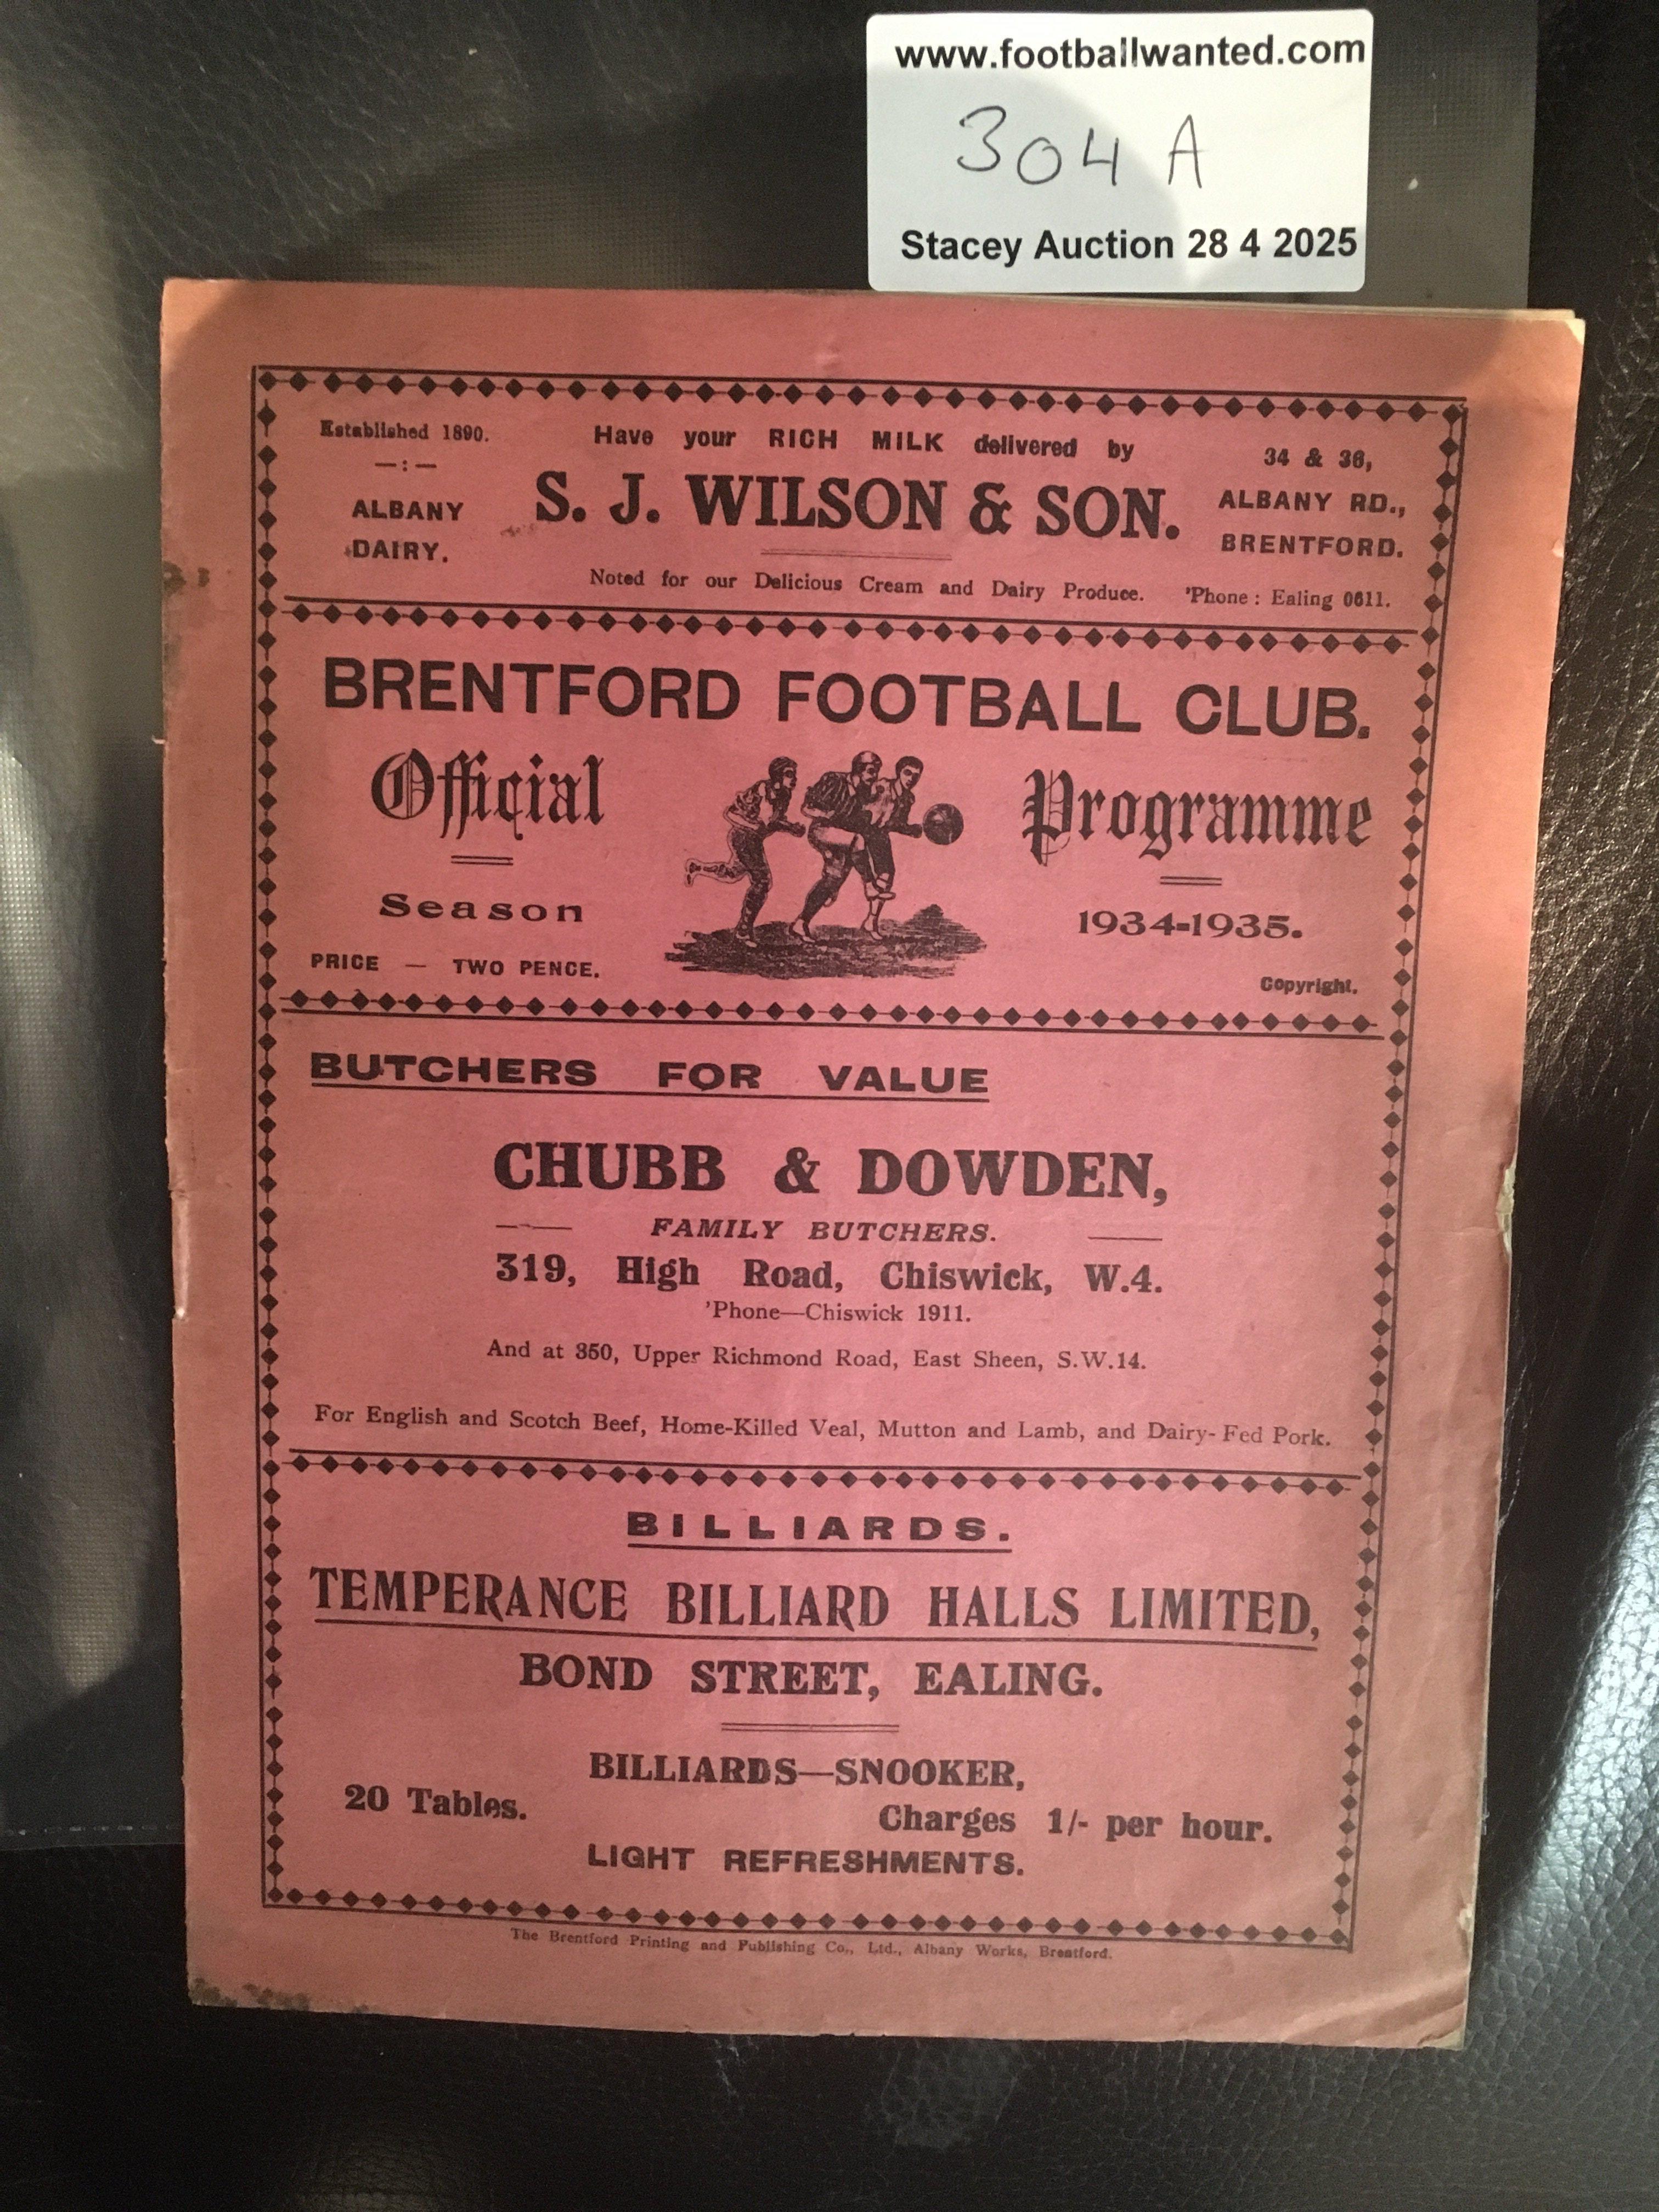 www.footballwanted.com
304 A
Stacey Auction 28 4 2025
Established 1890.
Have your RICH MILK delivered by
34 & 36,
ALBANY
DAIRY.
S. J. WILSON & SON.
ALBANY RD.,
BRENTFORD.
Noted for our Delicious Cream and Dairy Produce. 'Phone: Ealing 0611.
BRENTFORD FOOTBALL CLUB.
Official Programme
Season 1934-1935.
PRICE — TWO PENCE.
Copyright.
BUTCHERS FOR VALUE
CHUBB & DOWDEN,
FAMILY BUTCHERS.
319, High Road, Chiswick, W.4.
'Phone—Chiswick 1911.
And at 350, Upper Richmond Road, East Sheen, S.W.14.
For English and Scotch Beef, Home-Killed Veal, Mutton and Lamb, and Dairy-Fed Pork.
BILLIARDS.
TEMPERANCE BILLIARD HALLS LIMITED,
BOND STREET, EALING.
BILLIARDS—SNOOKER,
20 Tables.
Charges 1/- per hour.
LIGHT REFRESHMENTS.
The Brentford Printing and Publishing Co., Ltd., Albany Works, Brentford.